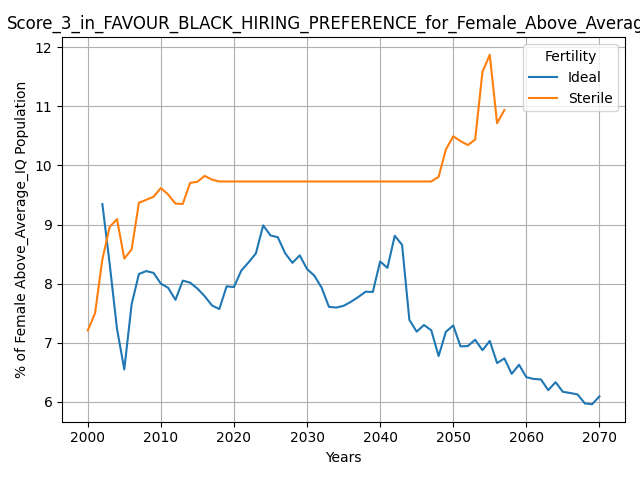 Score_3_in_FAVOUR_BLACK_HIRING_PREFERENCE_for_Female_Above_Averag
% of Female Above_Average_IQ Population
12
11
10
9
8
7
6
Fertility
Ideal
Sterile
2000 2010 2020 2030 2040 2050 2060 2070
Years